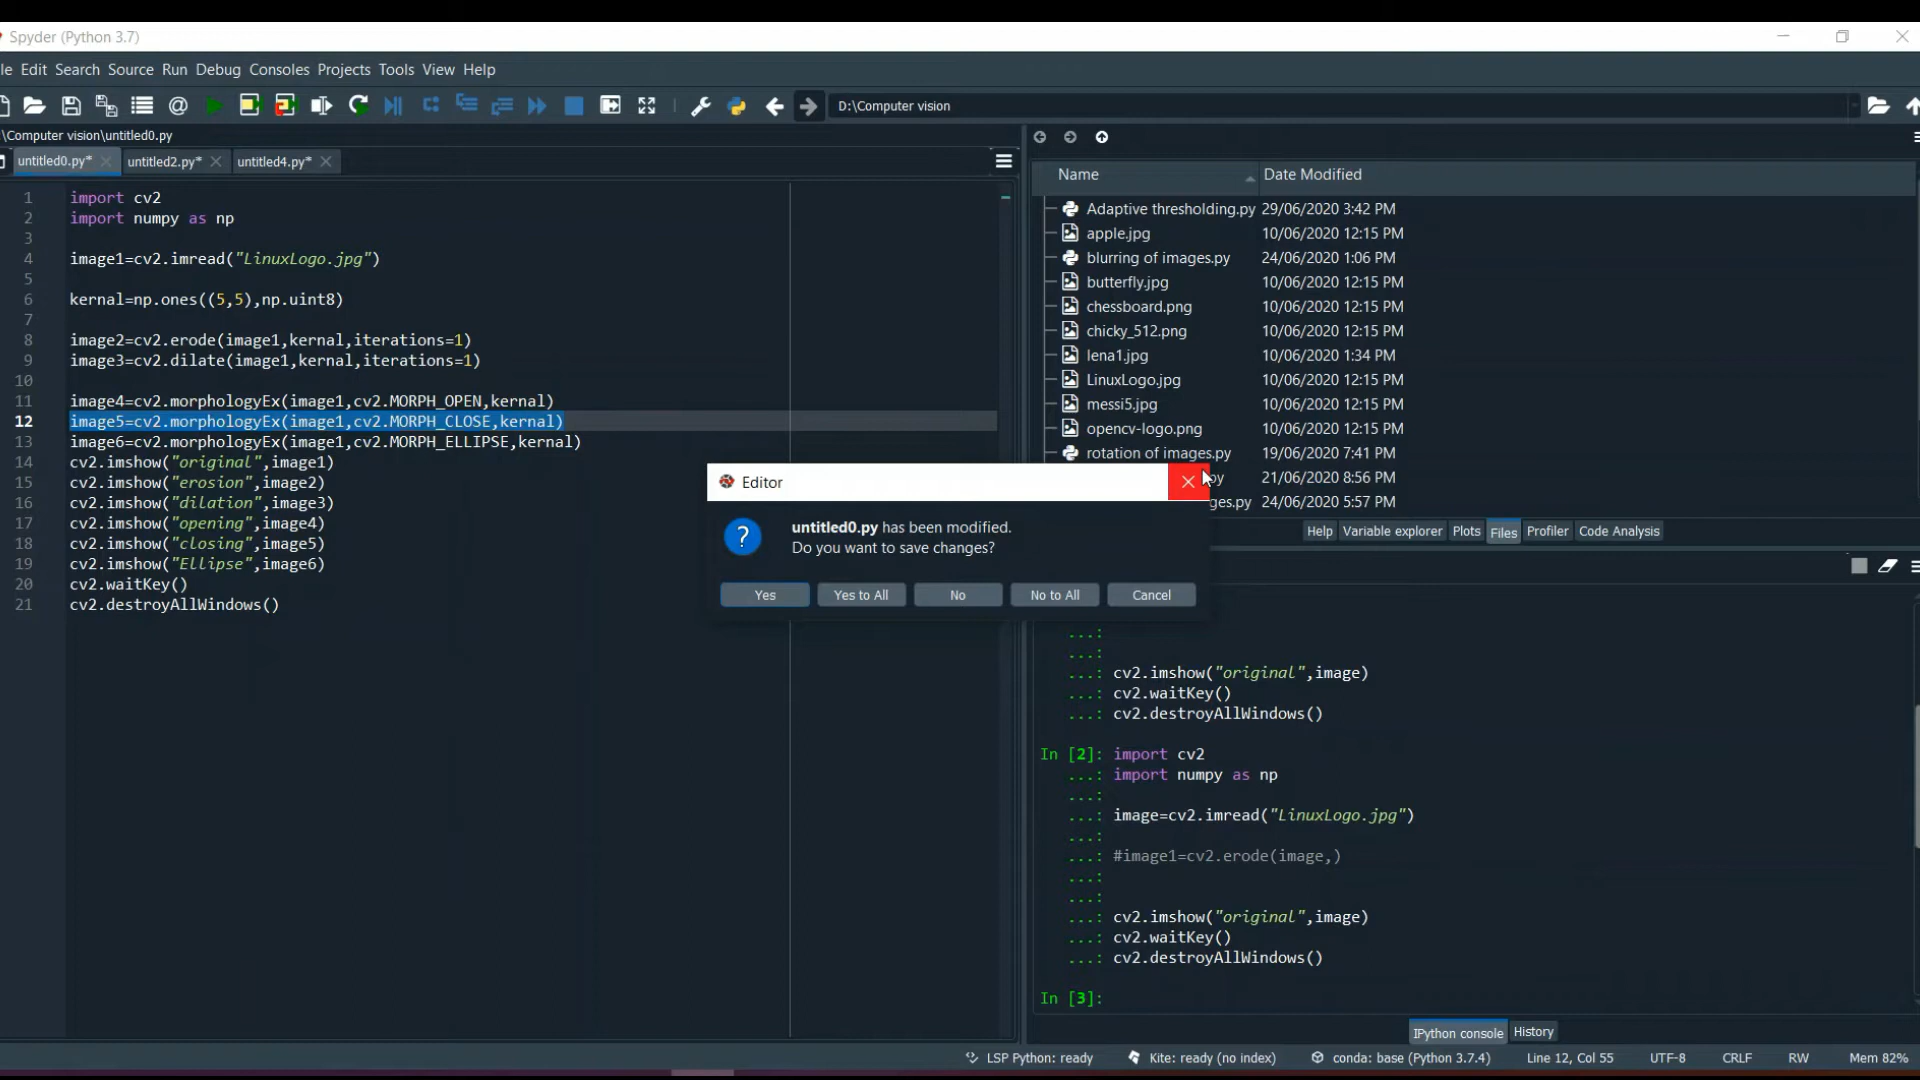 Spyder (Python 3.7)
le Edit Search Source Run Debug Consoles Projects Tools View Help
D:\Computer vision
\Computer vision\untitled0.py
untitled0.py* untitled2.py* untitled4.py*
1 import cv2
2 import numpy as np
3
4 image1=cv2.imread("LinuxLogo.jpg")
5
6 kernal=np.ones((5,5),np.uint8)
7
8 image2=cv2.erode(image1,kernal,iterations=1)
9 image3=cv2.dilate(image1,kernal,iterations=1)
10
11 image4=cv2.morphologyEx(image1,cv2.MORPH_OPEN,kernal)
12 image5=cv2.morphologyEx(image1,cv2.MORPH_CLOSE,kernal)
13 image6=cv2.morphologyEx(image1,cv2.MORPH_ELLIPSE,kernal)
14 cv2.imshow("original",image1)
15 cv2.imshow("erosion",image2)
16 cv2.imshow("dilation",image3)
17 cv2.imshow("opening",image4)
18 cv2.imshow("closing",image5)
19 cv2.imshow("Ellipse",image6)
20 cv2.waitKey()
21 cv2.destroyAllWindows()
Name Date Modified
Adaptive thresholding.py 29/06/2020 3:42 PM
apple.jpg 10/06/2020 12:15 PM
blurring of images.py 24/06/2020 1:06 PM
butterfly.jpg 10/06/2020 12:15 PM
chessboard.png 10/06/2020 12:15 PM
chicky_512.png 10/06/2020 12:15 PM
lena1.jpg 10/06/2020 1:34 PM
LinuxLogo.jpg 10/06/2020 12:15 PM
messi5.jpg 10/06/2020 12:15 PM
opencv-logo.png 10/06/2020 12:15 PM
rotation of images.py 19/06/2020 7:41 PM
py 21/06/2020 8:56 PM
ges.py 24/06/2020 5:57 PM
Help Variable explorer Plots Files Profiler Code Analysis
Editor
untitled0.py has been modified.
Do you want to save changes?
Yes Yes to All No No to All Cancel
...:
...:
...: cv2.imshow("original",image)
...: cv2.waitKey()
...: cv2.destroyAllWindows()
In [2]: import cv2
...: import numpy as np
...:
...: image=cv2.imread("LinuxLogo.jpg")
...:
...: #image1=cv2.erode(image,)
...:
...:
...: cv2.imshow("original",image)
...: cv2.waitKey()
...: cv2.destroyAllWindows()
In [3]:
IPython console History
LSP Python: ready Kite: ready (no index) conda: base (Python 3.7.4) Line 12, Col 55 UTF-8 CRLF RW Mem 82%